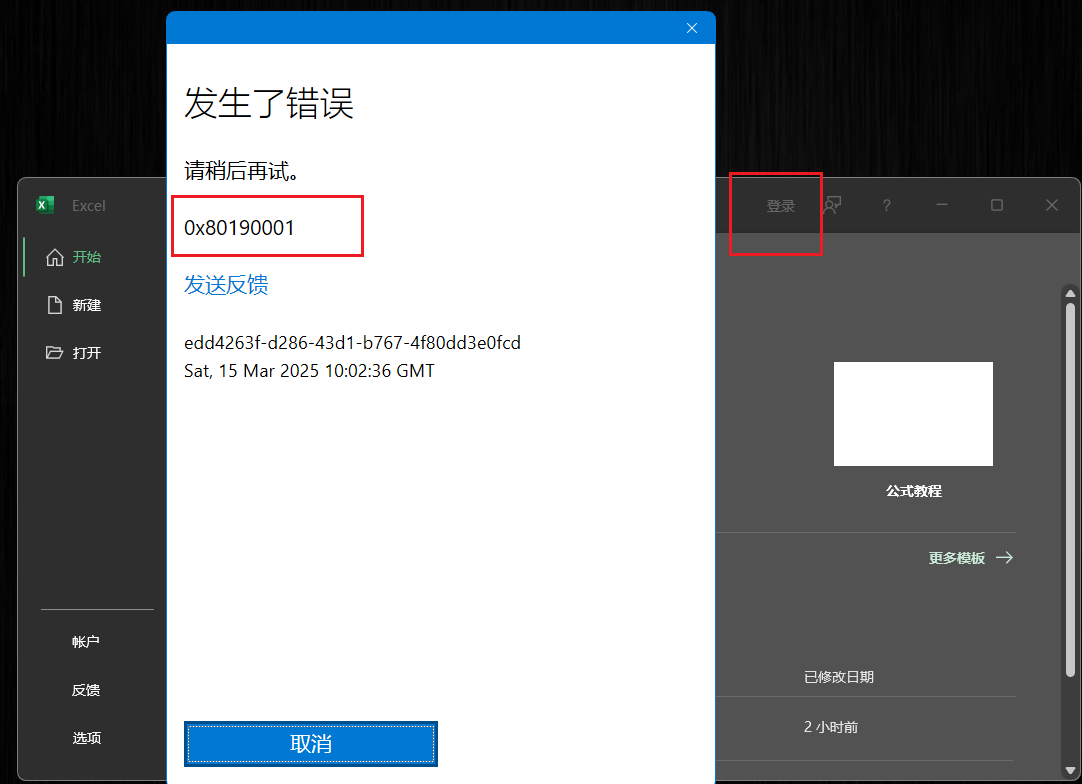 发生了错误
请稍后再试。
0x80190001
发送反馈
edd4263f-d286-43d1-b767-4f80dd3e0fcd
Sat, 15 Mar 2025 10:02:36 GMT
取消
Excel
登录
?
开始
新建
打开
公式教程
更多模板
已修改日期
2 小时前
帐户
反馈
选项